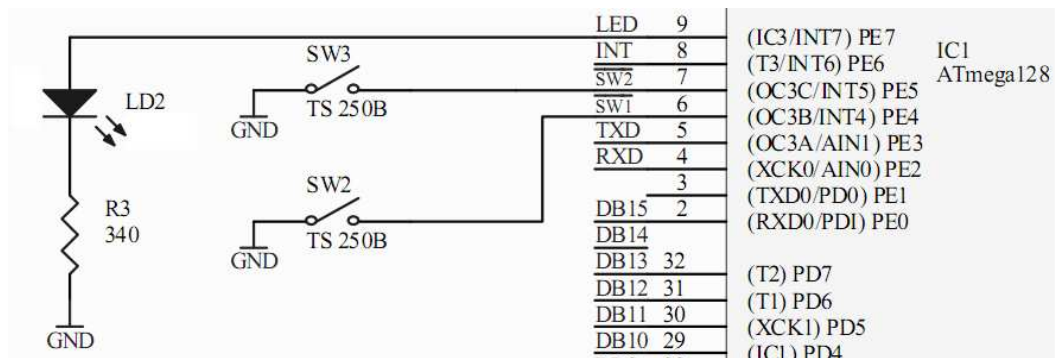 LED 9 (IC3/INT7) PE7
INT 8 (T3/INT6) PE6
SW2 7 (OC3C/INT5) PE5
SW1 6 (OC3B/INT4) PE4
TXD 5 (OC3A/AIN1) PE3
RXD 4 (XCK0/AIN0) PE2
3 (TXD0/PD0) PE1
DB15 2 (RXD0/PDI) PE0
DB14
DB13 32 (T2) PD7
DB12 31 (T1) PD6
DB11 30 (XCK1) PD5
DB10 29 (IC1) PD4
IC1
ATmega128
SW3
TS 250B
GND
LD2
SW2
TS 250B
GND
R3
340
GND